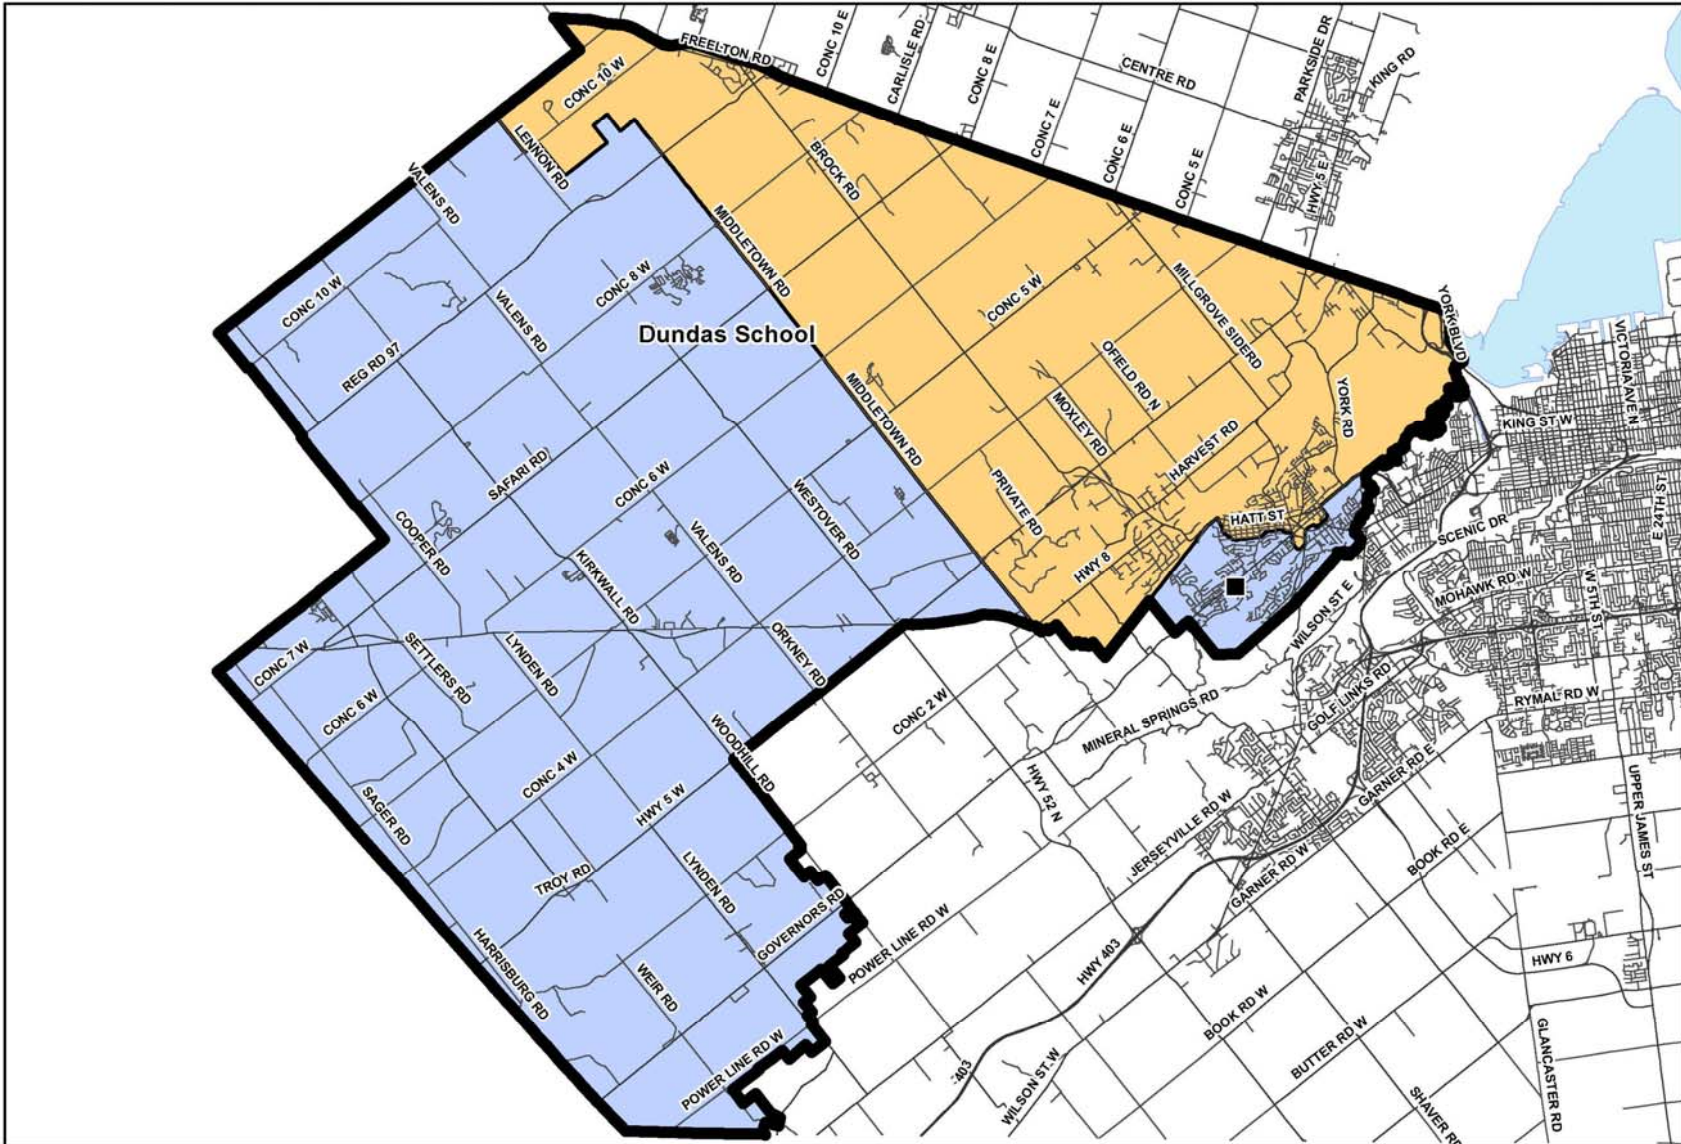 FREELTON RD
CONC 10 E
CARLISLE RD
CONC 8 E
CENTRE RD
PARKSIDE DR
KING RD
CONC 10 W
CONC 7 E
CONC 6 E
CONC 5 E
HWY 5 E
LENNON RD
BROCK RD
VALENS RD
MIDDLETOWN RD
CONC 10 W
CONC 8 W
VALENS RD
CONC 5 W
MILLGROVE SIDERD
YORK BLVD
VICTORIA AVE N
Dundas School
REG RD 97
OFIELD RD N
MIDDLETOWN RD
MOXLEY RD
YORK RD
KING ST W
HARVEST RD
SAFARI RD
CONC 6 W
WESTOVER RD
PRIVATE RD
HATT ST
SCENIC DR
E 24TH ST
COOPER RD
KIRKWALL RD
VALENS RD
HWY 8
MOHAWK RD W
W 5TH ST
WILSON ST E
CONC 7 W
SETTLERS RD
LYNDEN RD
ORKNEY RD
CONC 6 W
CONC 2 W
MINERAL SPRINGS RD
GOLF LINKS RD
RYMAL RD W
WOODHILL RD
CONC 4 W
HWY 5 W
SAGER RD
HWY 52 N
JERSEYVILLE RD W
GARNER RD E
UPPER JAMES ST
TROY RD
LYNDEN RD
GOVERNORS RD
GARNER RD W
BOOK RD E
POWER LINE RD W
HARRISBURG RD
WEIR RD
HWY 403
HWY 6
BOOK RD W
POWER LINE RD W
403
WILSON ST W
BUTTER RD W
GLANCASTER RD
SHAVER RD